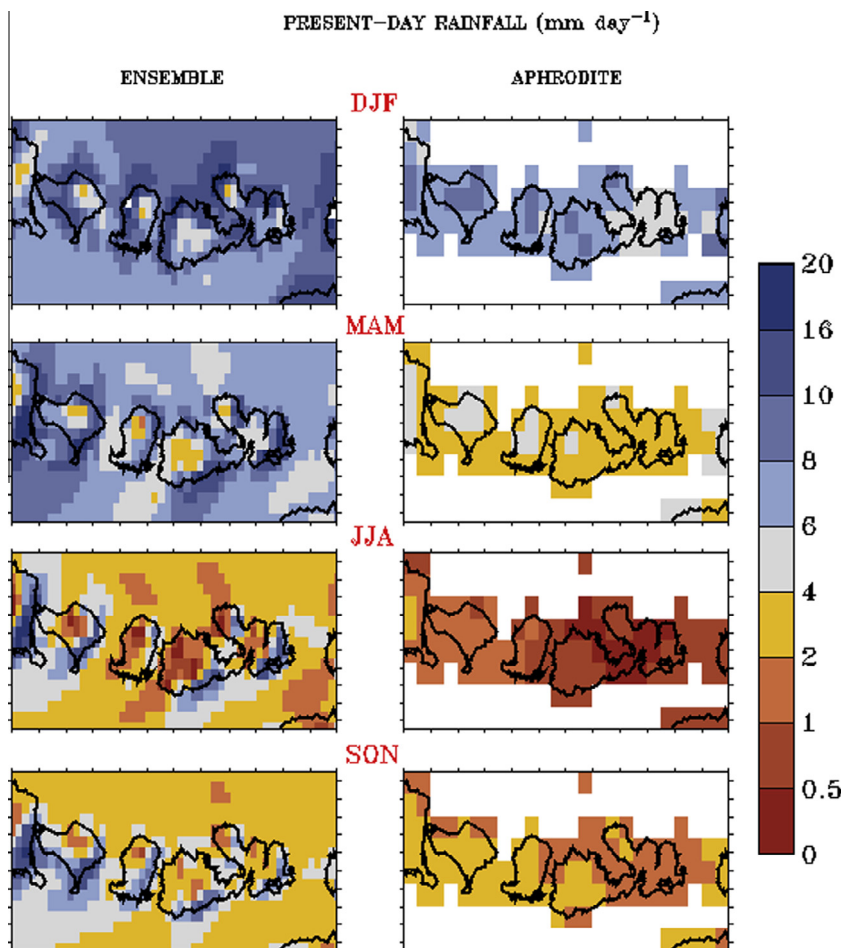 PRESENT-DAY RAINFALL (mm day⁻¹)
ENSEMBLE
APHRODITE
DJF
MAM
JJA
SON
20
16
10
8
6
4
2
1
0.5
0